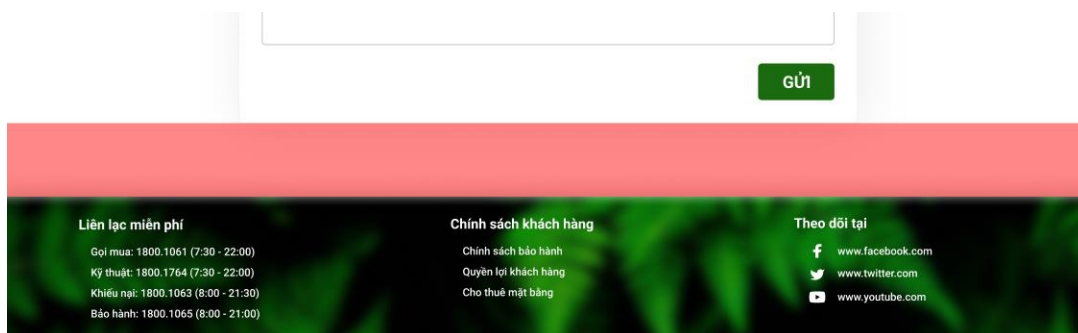 GỬI
Liên lạc miễn phí
Gọi mua: 1800.1061 (7:30 - 22:00)
Kỹ thuật: 1800.1764 (7:30 - 22:00)
Khiếu nại: 1800.1063 (8:00 - 21:30)
Bảo hành: 1800.1065 (8:00 - 21:00)
Chính sách khách hàng
Chính sách bảo hành
Quyền lợi khách hàng
Cho thuê mặt bằng
Theo dõi tại
www.facebook.com
www.twitter.com
www.youtube.com